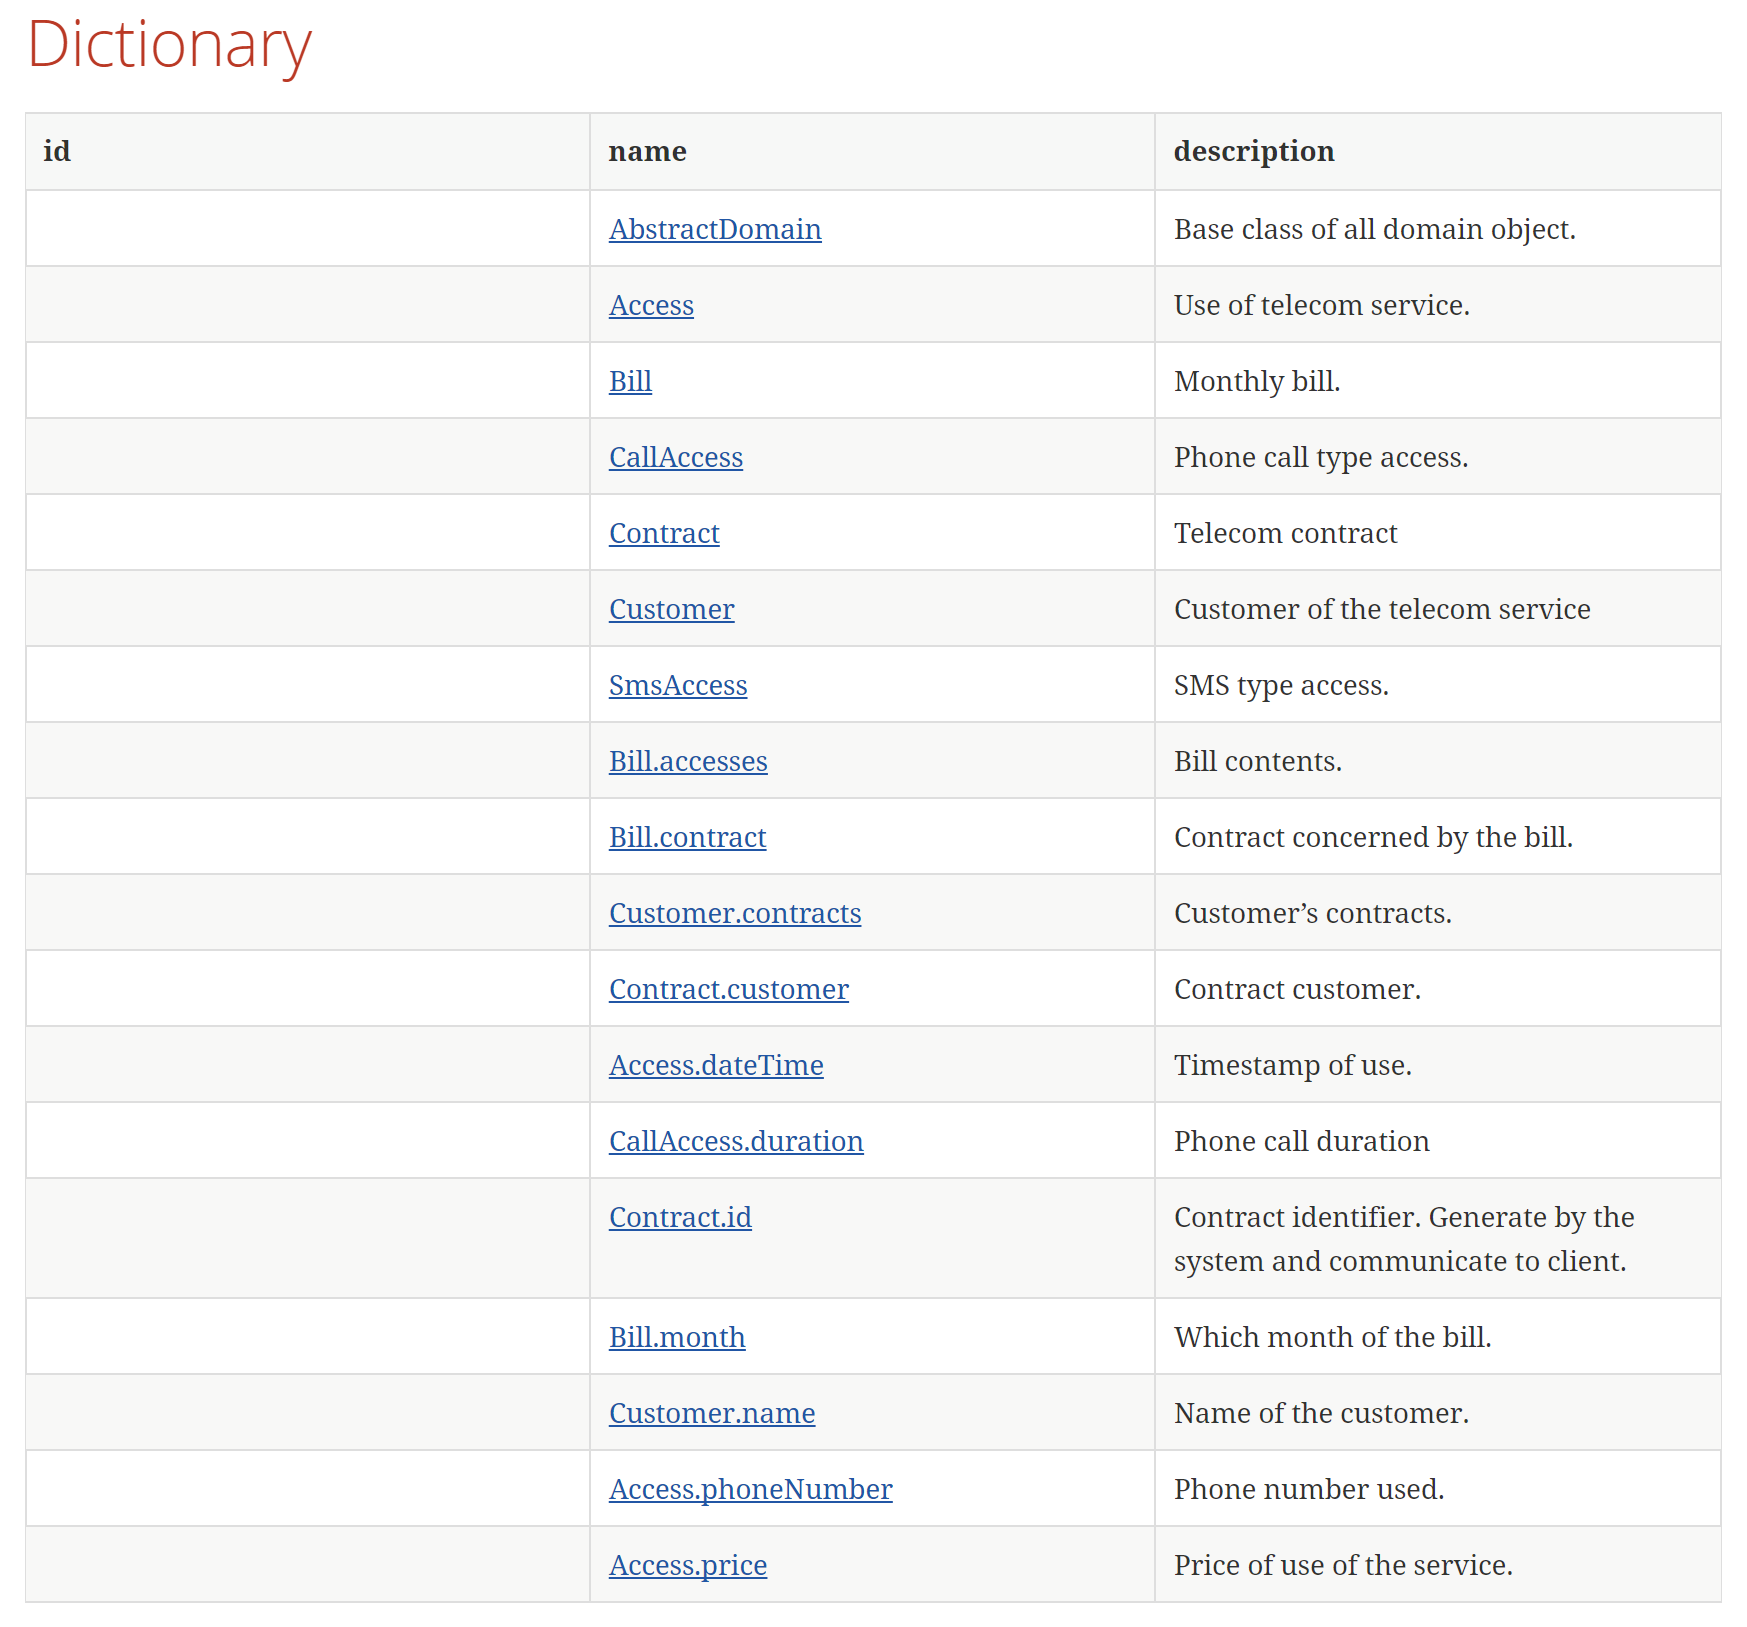 Dictionary
id name description
AbstractDomain Base class of all domain object.
Access Use of telecom service.
Bill Monthly bill.
CallAccess Phone call type access.
Contract Telecom contract
Customer Customer of the telecom service
SmsAccess SMS type access.
Bill.accesses Bill contents.
Bill.contract Contract concerned by the bill.
Customer.contracts Customer’s contracts.
Contract.customer Contract customer.
Access.dateTime Timestamp of use.
CallAccess.duration Phone call duration
Contract.id Contract identifier. Generate by the
system and communicate to client.
Bill.month Which month of the bill.
Customer.name Name of the customer.
Access.phoneNumber Phone number used.
Access.price Price of use of the service.